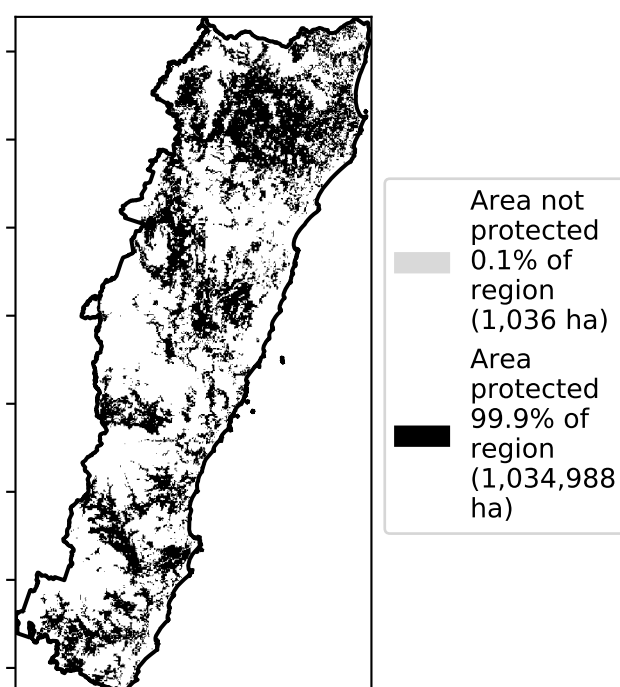 Area not
protected
0.1% of
region
(1,036 ha)
Area
protected
99.9% of
region
(1,034,988
ha)